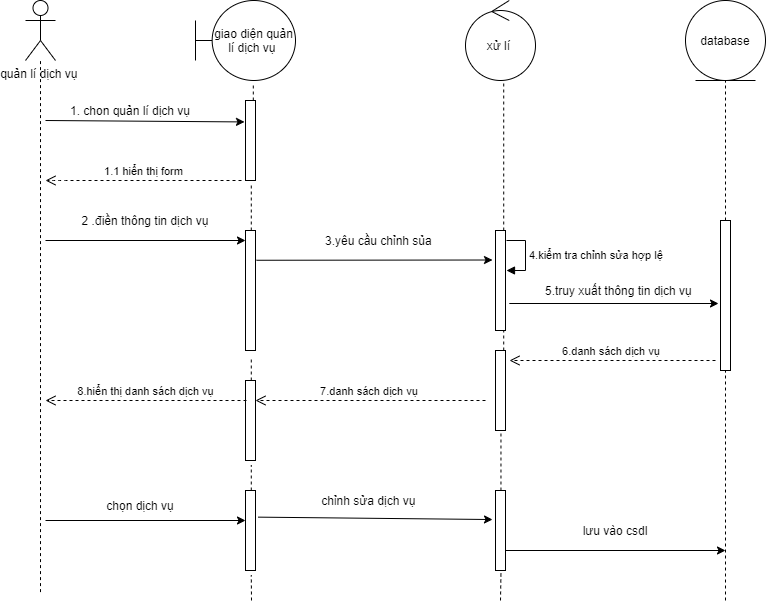 giao diện quản
lí dịch vụ
xử lí
database
quản lí dịch vụ
1. chon quản lí dịch vụ
1.1 hiển thị form
2 .điền thông tin dịch vụ
3.yêu cầu chỉnh sủa
4.kiểm tra chỉnh sửa hợp lệ
5.truy xuất thông tin dịch vụ
6.danh sách dịch vụ
7.danh sách dịch vụ
8.hiển thị danh sách dịch vụ
chọn dịch vụ
chỉnh sửa dịch vụ
lưu vào csdl